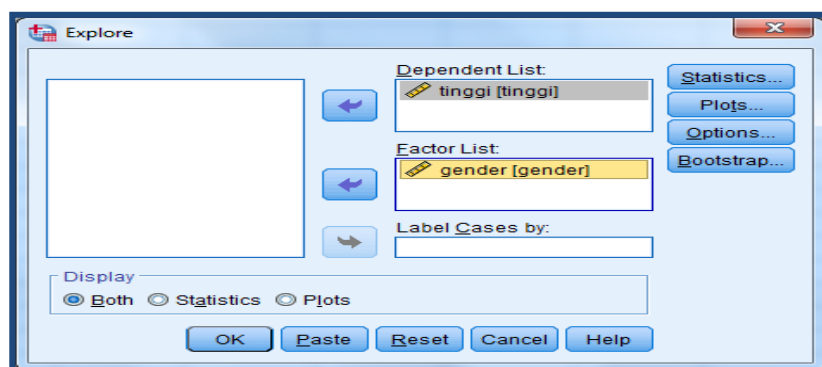 Explore
Dependent List:
tinggi [tinggi]
Factor List:
gender [gender]
Label Cases by:
Statistics...
Plots...
Options...
Bootstrap...
Display
Both Statistics Plots
OK Paste Reset Cancel Help